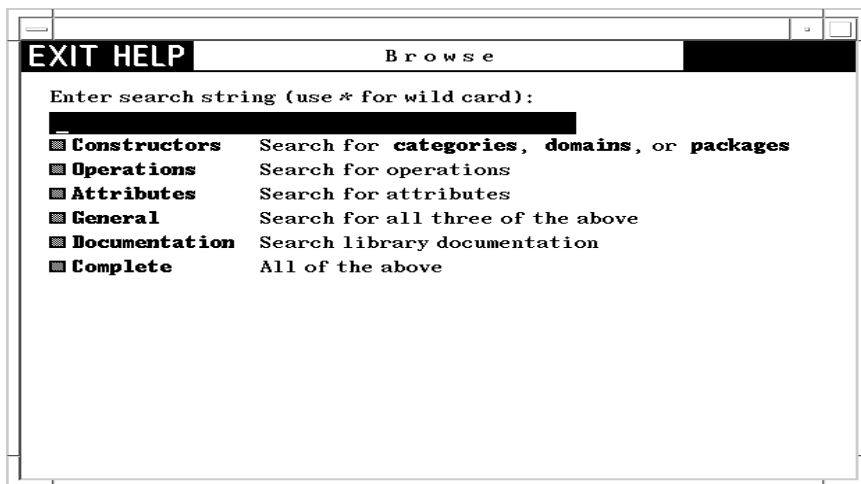 EXIT HELP Browse
Enter search string (use * for wild card):
Constructors Search for categories, domains, or packages
Operations Search for operations
Attributes Search for attributes
General Search for all three of the above
Documentation Search library documentation
Complete All of the above